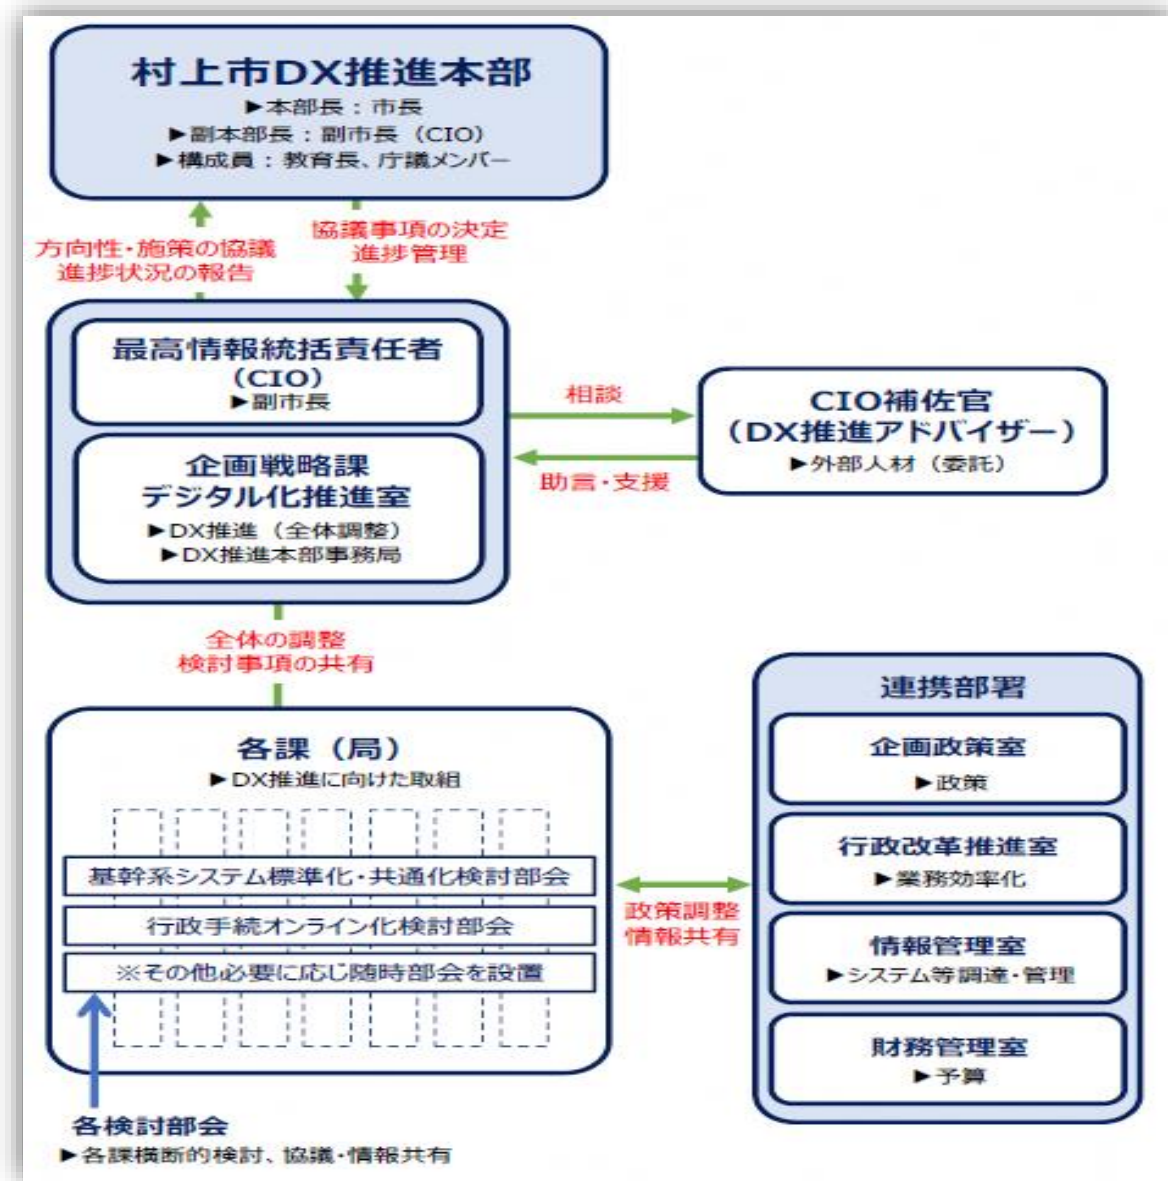 村上市DX推進本部
▶本部長：市長
▶副本部長：副市長（CIO）
▶構成員：教育長、庁議メンバー
方向性・施策の協議
進捗状況の報告
協議事項の決定
進捗管理
最高情報統括責任者
（CIO）
▶副市長
企画戦略課
デジタル化推進室
▶DX推進（全体調整）
▶DX推進本部事務局
相談
助言・支援
CIO補佐官
（DX推進アドバイザー）
▶外部人材（委託）
全体の調整
検討事項の共有
各課（局）
▶DX推進に向けた取組
基幹系システム標準化・共通化検討部会
行政手続オンライン化検討部会
※その他必要に応じ随時部会を設置
政策調整
情報共有
連携部署
企画政策室
▶政策
行政改革推進室
▶業務効率化
情報管理室
▶システム等調達・管理
財務管理室
▶予算
各検討部会
▶各課横断的検討、協議・情報共有